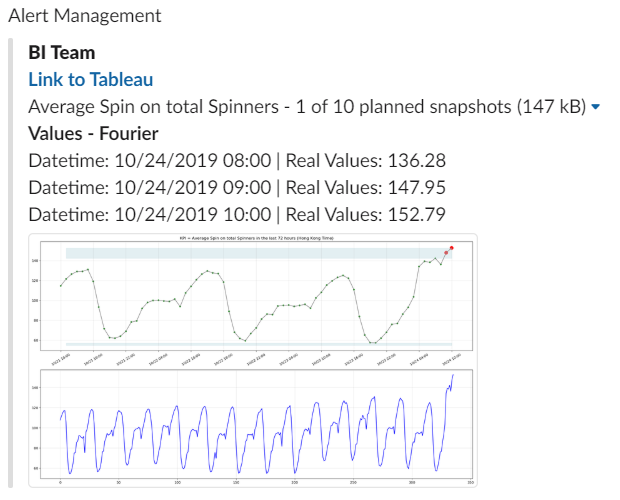 Alert Management
BI Team
Link to Tableau
Average Spin on total Spinners - 1 of 10 planned snapshots (147 kB)
Values - Fourier
Datetime: 10/24/2019 08:00 | Real Values: 136.28
Datetime: 10/24/2019 09:00 | Real Values: 147.95
Datetime: 10/24/2019 10:00 | Real Values: 152.79
KPI = Average Spin on total Spinners in the last 72 hours (Hong Kong Time)
140
120
100
80
60
140
120
100
80
60
0
50
100
150
200
250
300
350